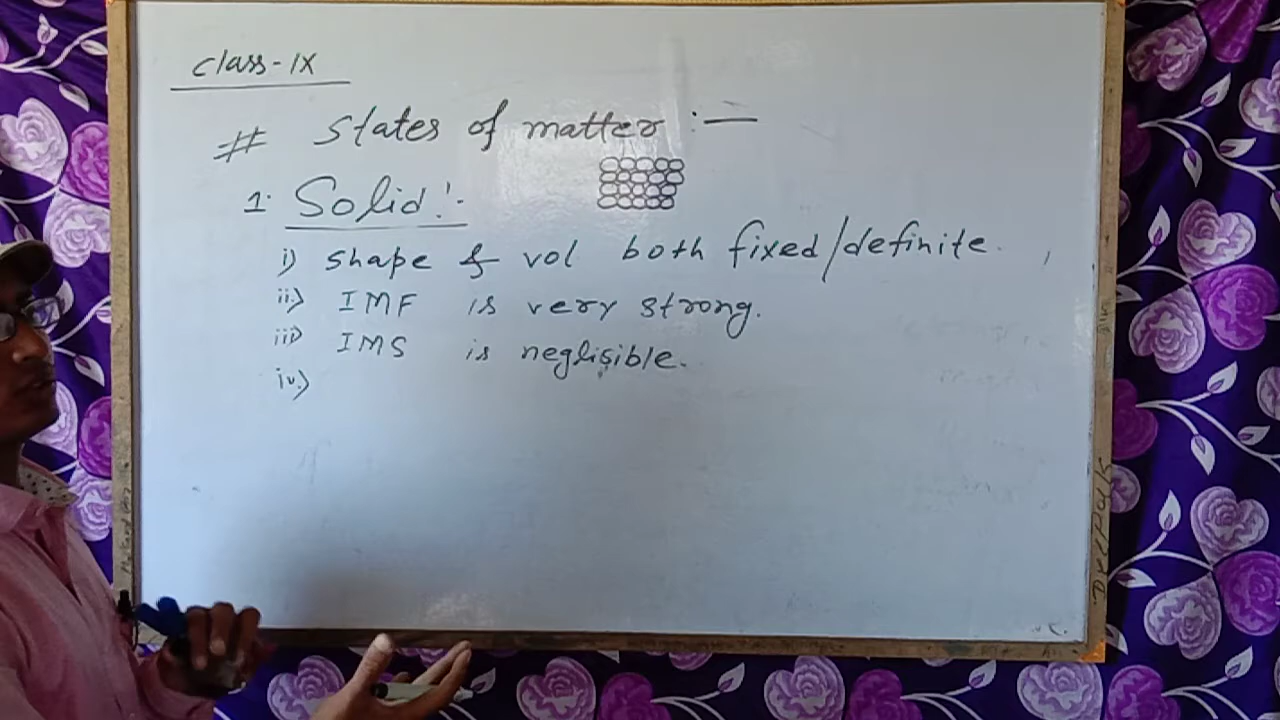 Class-IX
# States of matter :—
1. Solid :-
i) shape & vol both fixed/definite.
ii.) IMF is very strong.
iii) IMS is neglisible.
iv.)